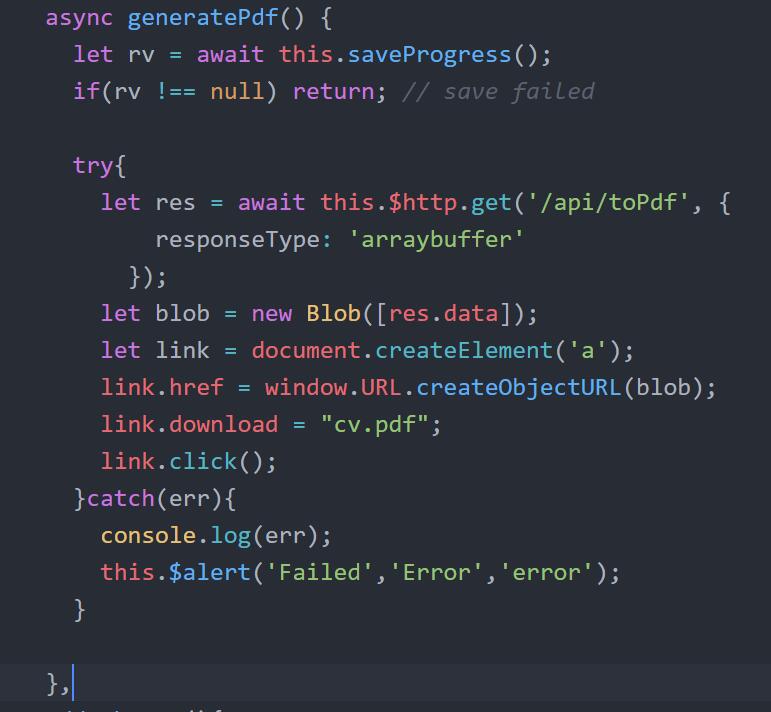 async generatePdf() {
let rv = await this.saveProgress();
if(rv !== null) return; // save failed
try{
let res = await this.$http.get('/api/toPdf', {
responseType: 'arraybuffer'
});
let blob = new Blob([res.data]);
let link = document.createElement('a');
link.href = window.URL.createObjectURL(blob);
link.download = "cv.pdf";
link.click();
}catch(err){
console.log(err);
this.$alert('Failed','Error','error');
}
},